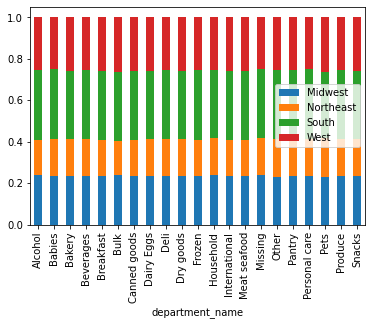 1.0
0.8
0.6
0.4
0.2
0.0
Midwest
Northeast
South
West
Alcohol
Babies
Bakery
Beverages
Breakfast
Bulk
Canned goods
Dairy Eggs
Deli
Dry goods
Frozen
Household
International
Meat seafood
Missing
Other
Pantry
Personal care
Pets
Produce
Snacks
department_name